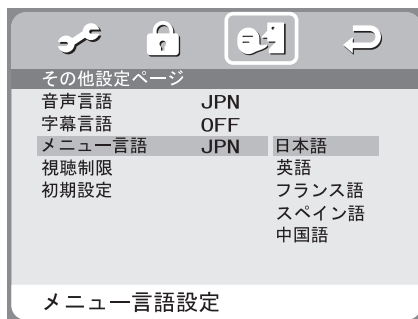 その他設定ページ
音声言語 JPN
字幕言語 OFF
メニュー言語 JPN 日本語
視聴制限 英語
初期設定 フランス語
スペイン語
中国語
メニュー言語設定